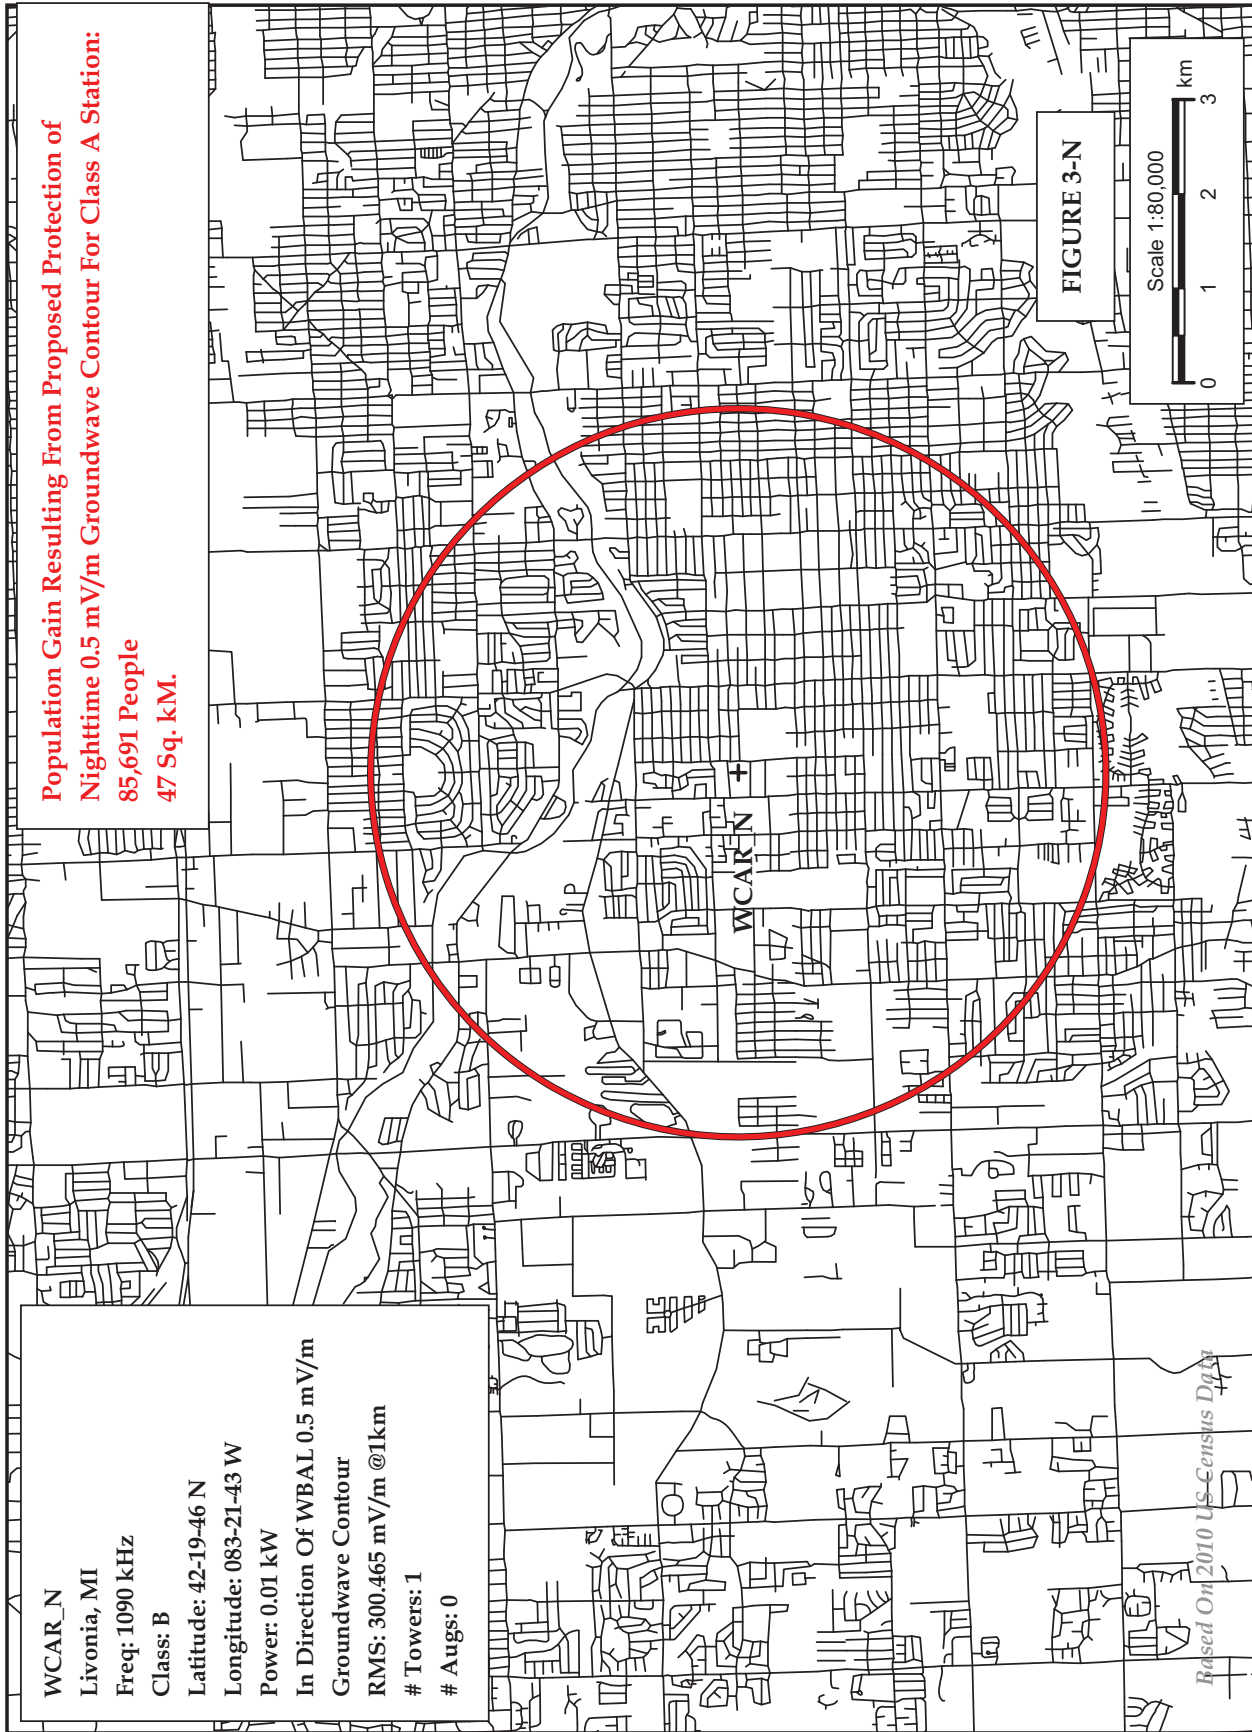 Population Gain Resulting From Proposed Protection of
Nighttime 0.5 mV/m Groundwave Contour For Class A Station:
85,691 People
47 Sq. kM.
WCAR_N
Livonia, MI
Freq: 1090 kHz
Class: B
Latitude: 42-19-46 N
Longitude: 083-21-43 W
Power: 0.01 kW
In Direction Of WBAL 0.5 mV/m
Groundwave Contour
RMS: 300.465 mV/m @1km
# Towers: 1
# Augs: 0
WCAR_N
FIGURE 3-N
Scale 1:80,000
0 1 2 3
km
Based On 2010 US Census Data